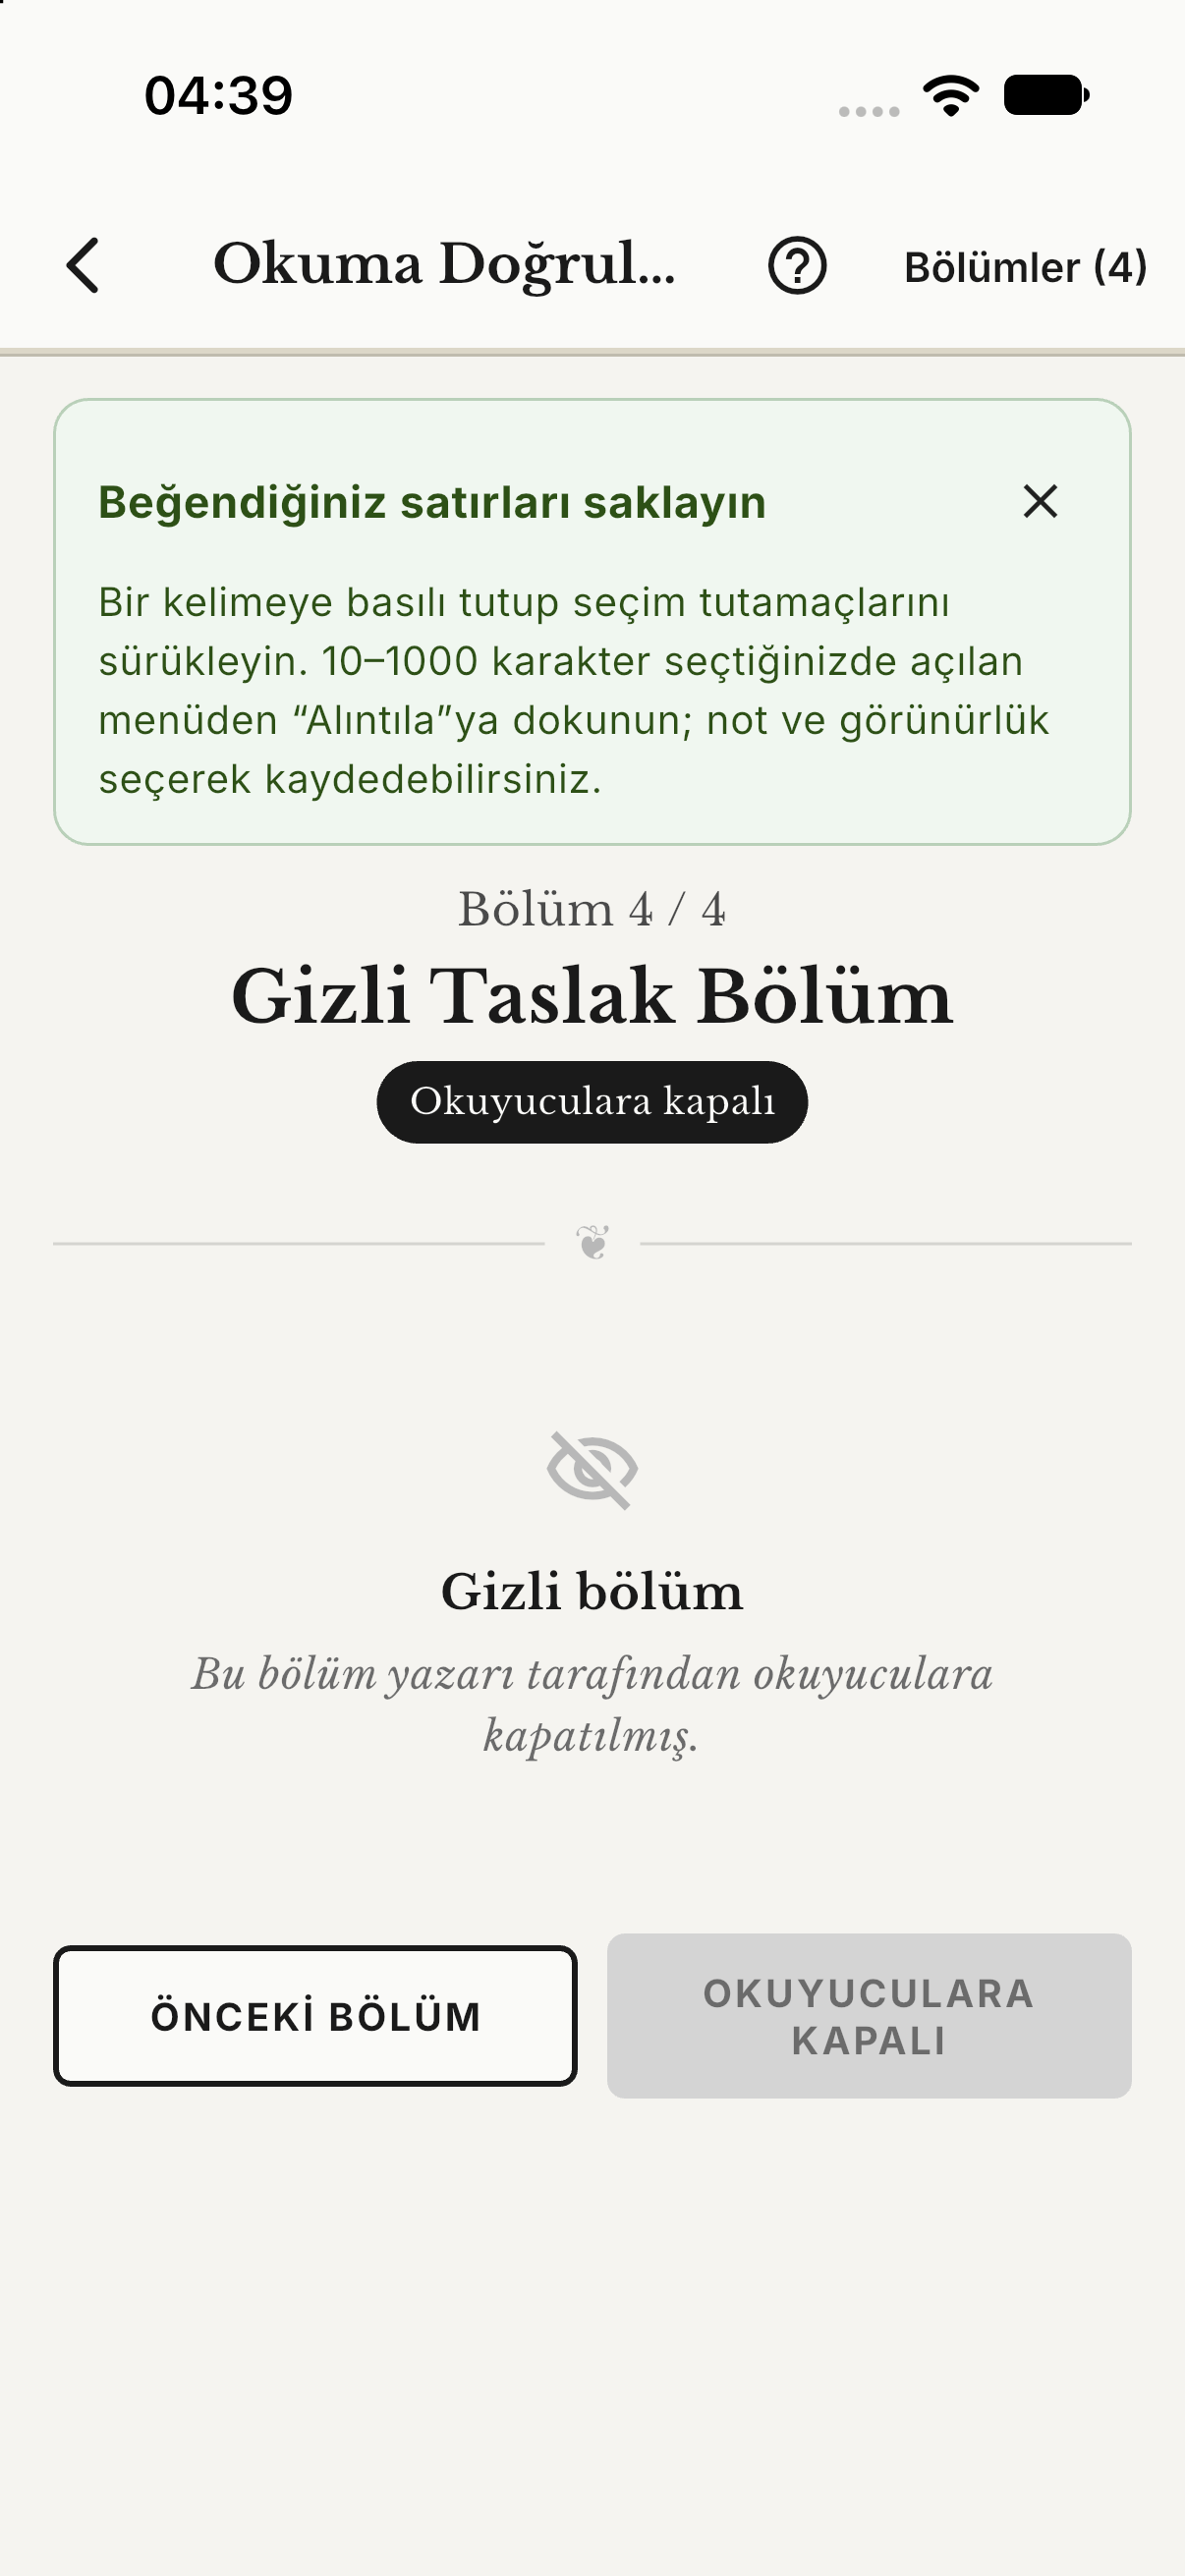 04:39
Okuma Doğrul...
Bölümler (4)
Beğendiğiniz satırları saklayın
Bir kelimeye basılı tutup seçim tutamaçlarını
sürükleyin. 10–1000 karakter seçtiğinizde açılan
menüden “Alıntıla”ya dokunun; not ve görünürlük
seçerek kaydedebilirsiniz.
Bölüm 4 / 4
Gizli Taslak Bölüm
Okuyuculara kapalı
Gizli bölüm
Bu bölüm yazarı tarafından okuyuculara
kapatılmış.
ÖNCEKİ BÖLÜM
OKUYUCULARA
KAPALI